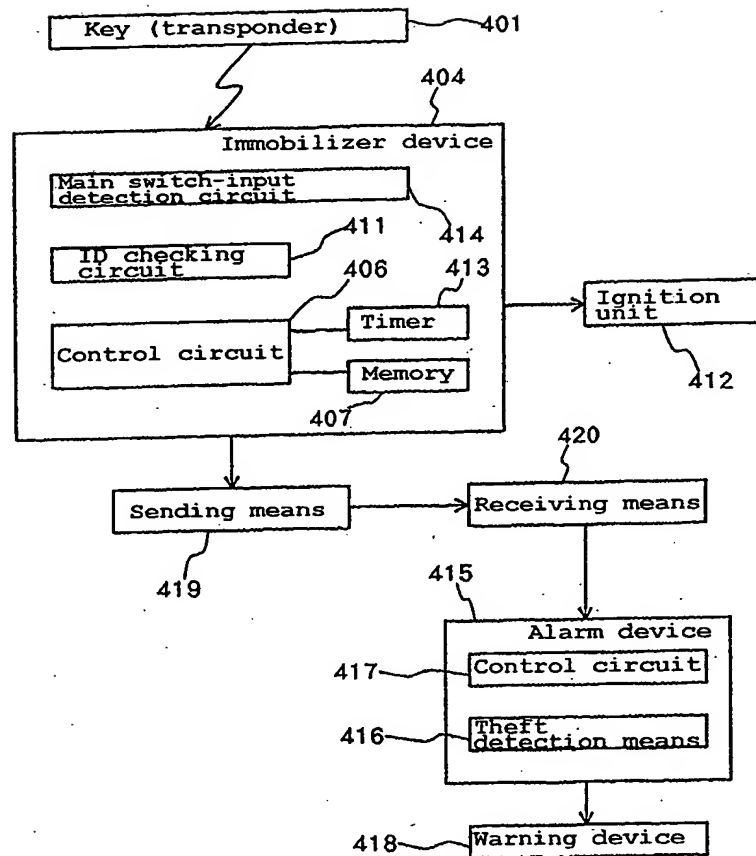 Key (transponder)
401
404
Immobilizer device
Main switch-input
detection circuit
414
411
ID checking
circuit
406
413
Timer
Control circuit
Memory
407
Ignition
unit
412
420
Sending means
Receiving means
419
415
Alarm device
417
Control circuit
416
Theft
detection means
418
Warning device